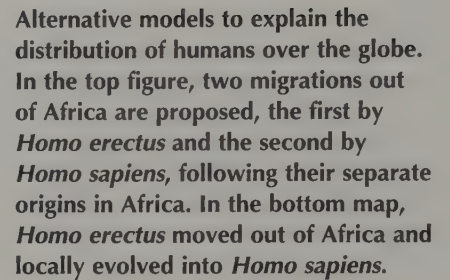 Alternative models to explain the
distribution of humans over the globe.
In the top figure, two migrations out
of Africa are proposed, the first by
Homo erectus and the second by
Homo sapiens, following their separate
origins in Africa. In the bottom map,
Homo erectus moved out of Africa and
locally evolved into Homo sapiens.